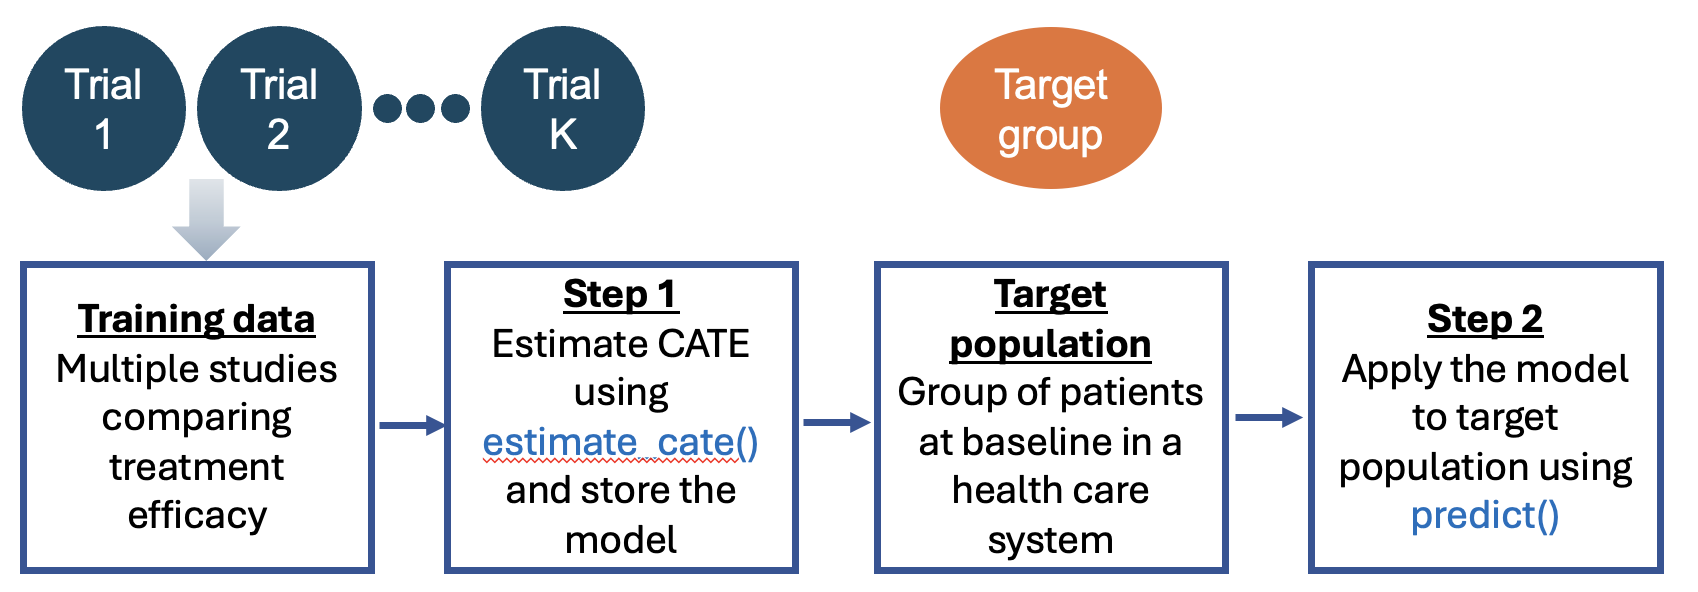 Trial
1
Trial
2
Trial
K
Target
group
Training data
Multiple studies
comparing
treatment
efficacy
Step 1
Estimate CATE
using
estimate_cate()
and store the
model
Target
population
Group of patients
at baseline in a
health care
system
Step 2
Apply the model
to target
population using
predict()